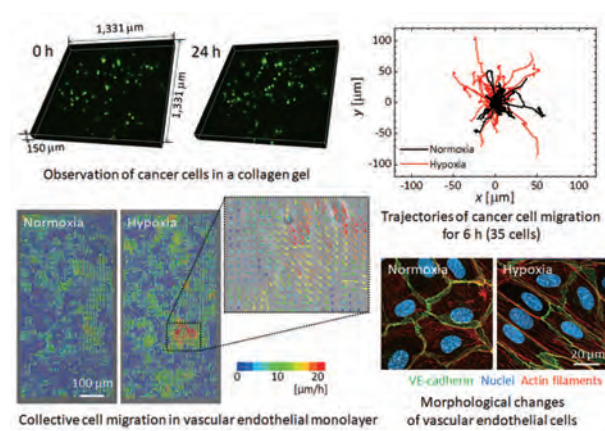 1,331 μm
0 h
24 h
1,331 μm
150 μm
Observation of cancer cells in a collagen gel
100
50
0
-50
-100
y [μm]
Normoxia
Hypoxia
-100
-50
0
50
100
x [μm]
Trajectories of cancer cell migration
for 6 h (35 cells)
Normoxia
Hypoxia
100 μm
0
10
20
[μm/h]
Collective cell migration in vascular endothelial monolayer
Normoxia
Hypoxia
20 μm
VE-cadherin Nuclei Actin filaments
Morphological changes
of vascular endothelial cells